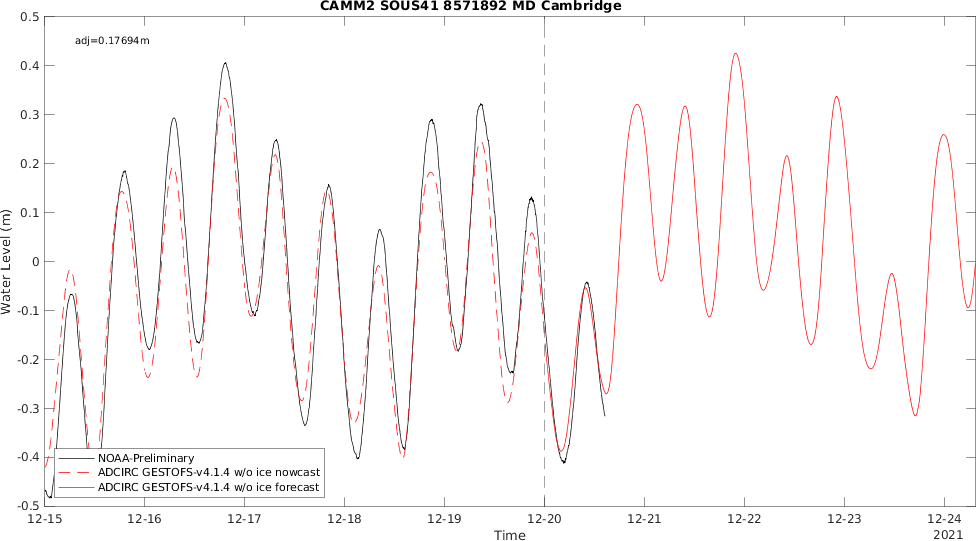 CAMM2 SOUS41 8571892 MD Cambridge
adj=0.17694m
0.5
0.4
0.3
0.2
0.1
0
-0.1
-0.2
-0.3
-0.4
-0.5
Water Level (m)
NOAA-Preliminary
ADCIRC GESTOFS-v4.1.4 w/o ice nowcast
ADCIRC GESTOFS-v4.1.4 w/o ice forecast
12-15 12-16 12-17 12-18 12-19 12-20 12-21 12-22 12-23 12-24
2021
Time